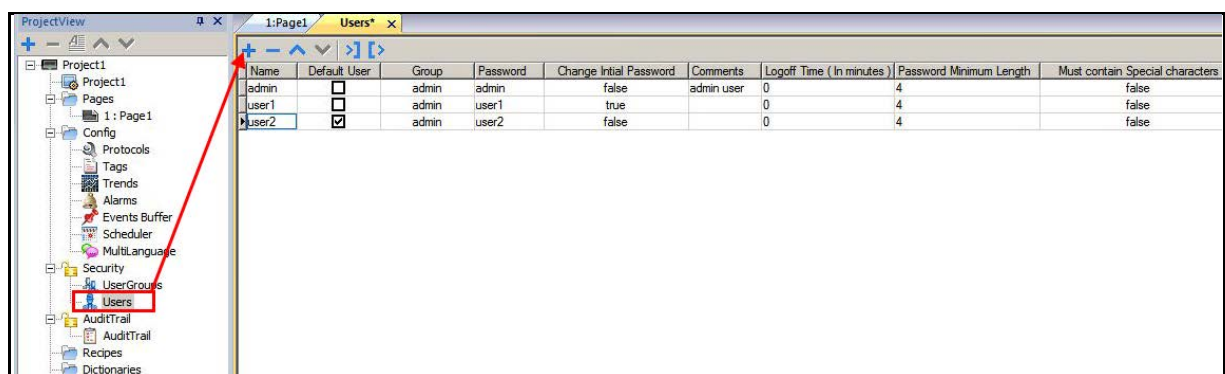 ProjectView
1:Page1 Users*
Project1
Project1
Pages
1 : Page1
Config
Protocols
Tags
Trends
Alarms
Events Buffer
Scheduler
MultiLanguage
Security
UserGroups
Users
AuditTrail
AuditTrail
Recipes
Dictionaries
Name Default User Group Password Change Intial Password Comments Logoff Time ( In minutes ) Password Minimum Length Must contain Special characters
admin admin admin false admin user 0 4 false
user1 admin user1 true 0 4 false
user2 admin user2 false 0 4 false